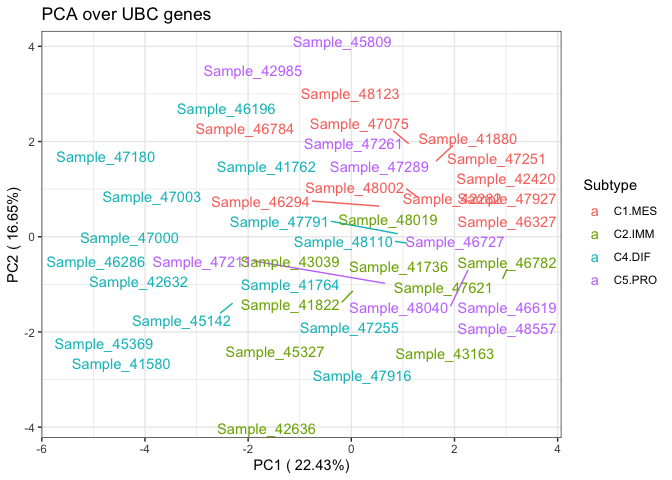 PCA over UBC genes
Sample_45809
Sample_42985
Sample_48123
Sample_46196
Sample_46784
Sample_47075
Sample_41880
Sample_47261
Sample_47180
Sample_41762
Sample_47289
Sample_47251
Sample_42420
Sample_48002
Sample_47003
Sample_46294
Sample_47927
Sample_47791
Sample_48019
Sample_46327
Sample_47000
Sample_48110
Sample_46727
Sample_46286
Sample_43039
Sample_41736
Sample_46782
Sample_42632
Sample_41764
Sample_47621
Sample_41822
Sample_48040
Sample_46619
Sample_45142
Sample_47255
Sample_48557
Sample_45369
Sample_45327
Sample_43163
Sample_41580
Sample_47916
Sample_42636
4
2
0
-2
-4
-6
-4
-2
0
2
4
PC1 ( 22.43%)
PC2 ( 16.65%)
Subtype
a C1.MES
a C2.IMM
a C4.DIF
a C5.PRO